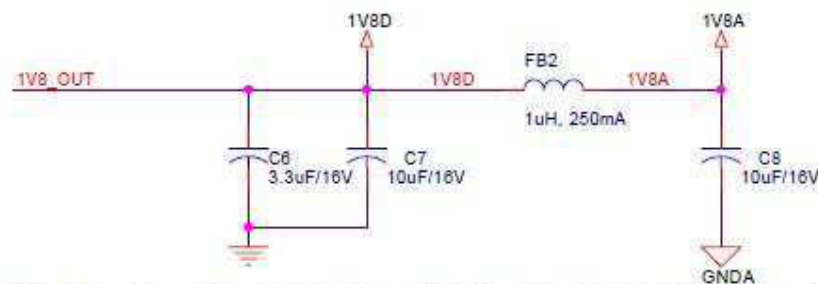 1V8D
1V8A
FB2
1V8_OUT
1V8D
1V8A
1uH, 250mA
C6
3.3uF/16V
C7
10uF/16V
C8
10uF/16V
GNDA